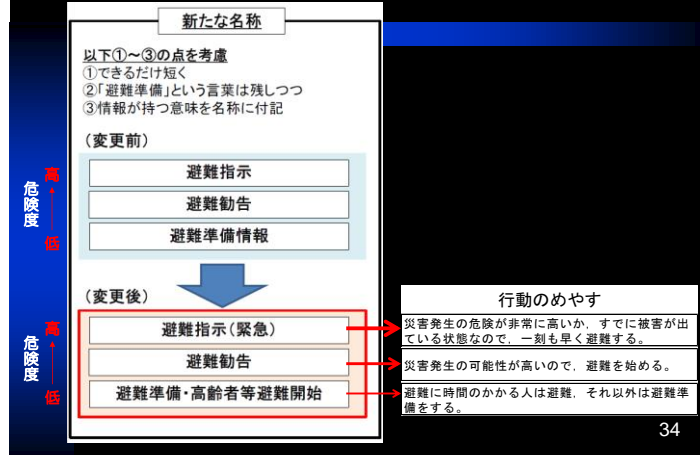 新たな名称
以下①～③の点を考慮
①できるだけ短く
②「避難準備」という言葉は残しつつ
③情報が持つ意味を名称に付記
（変更前）
高
危険度
低
避難指示
避難勧告
避難準備情報
（変更後）
高
危険度
低
避難指示（緊急）
避難勧告
避難準備・高齢者等避難開始
行動のめやす
災害発生の危険が非常に高いか，すでに被害が出
ている状態なので，一刻も早く避難する。
災害発生の可能性が高いので，避難を始める。
避難に時間のかかる人は避難，それ以外は避難準
備をする。
34